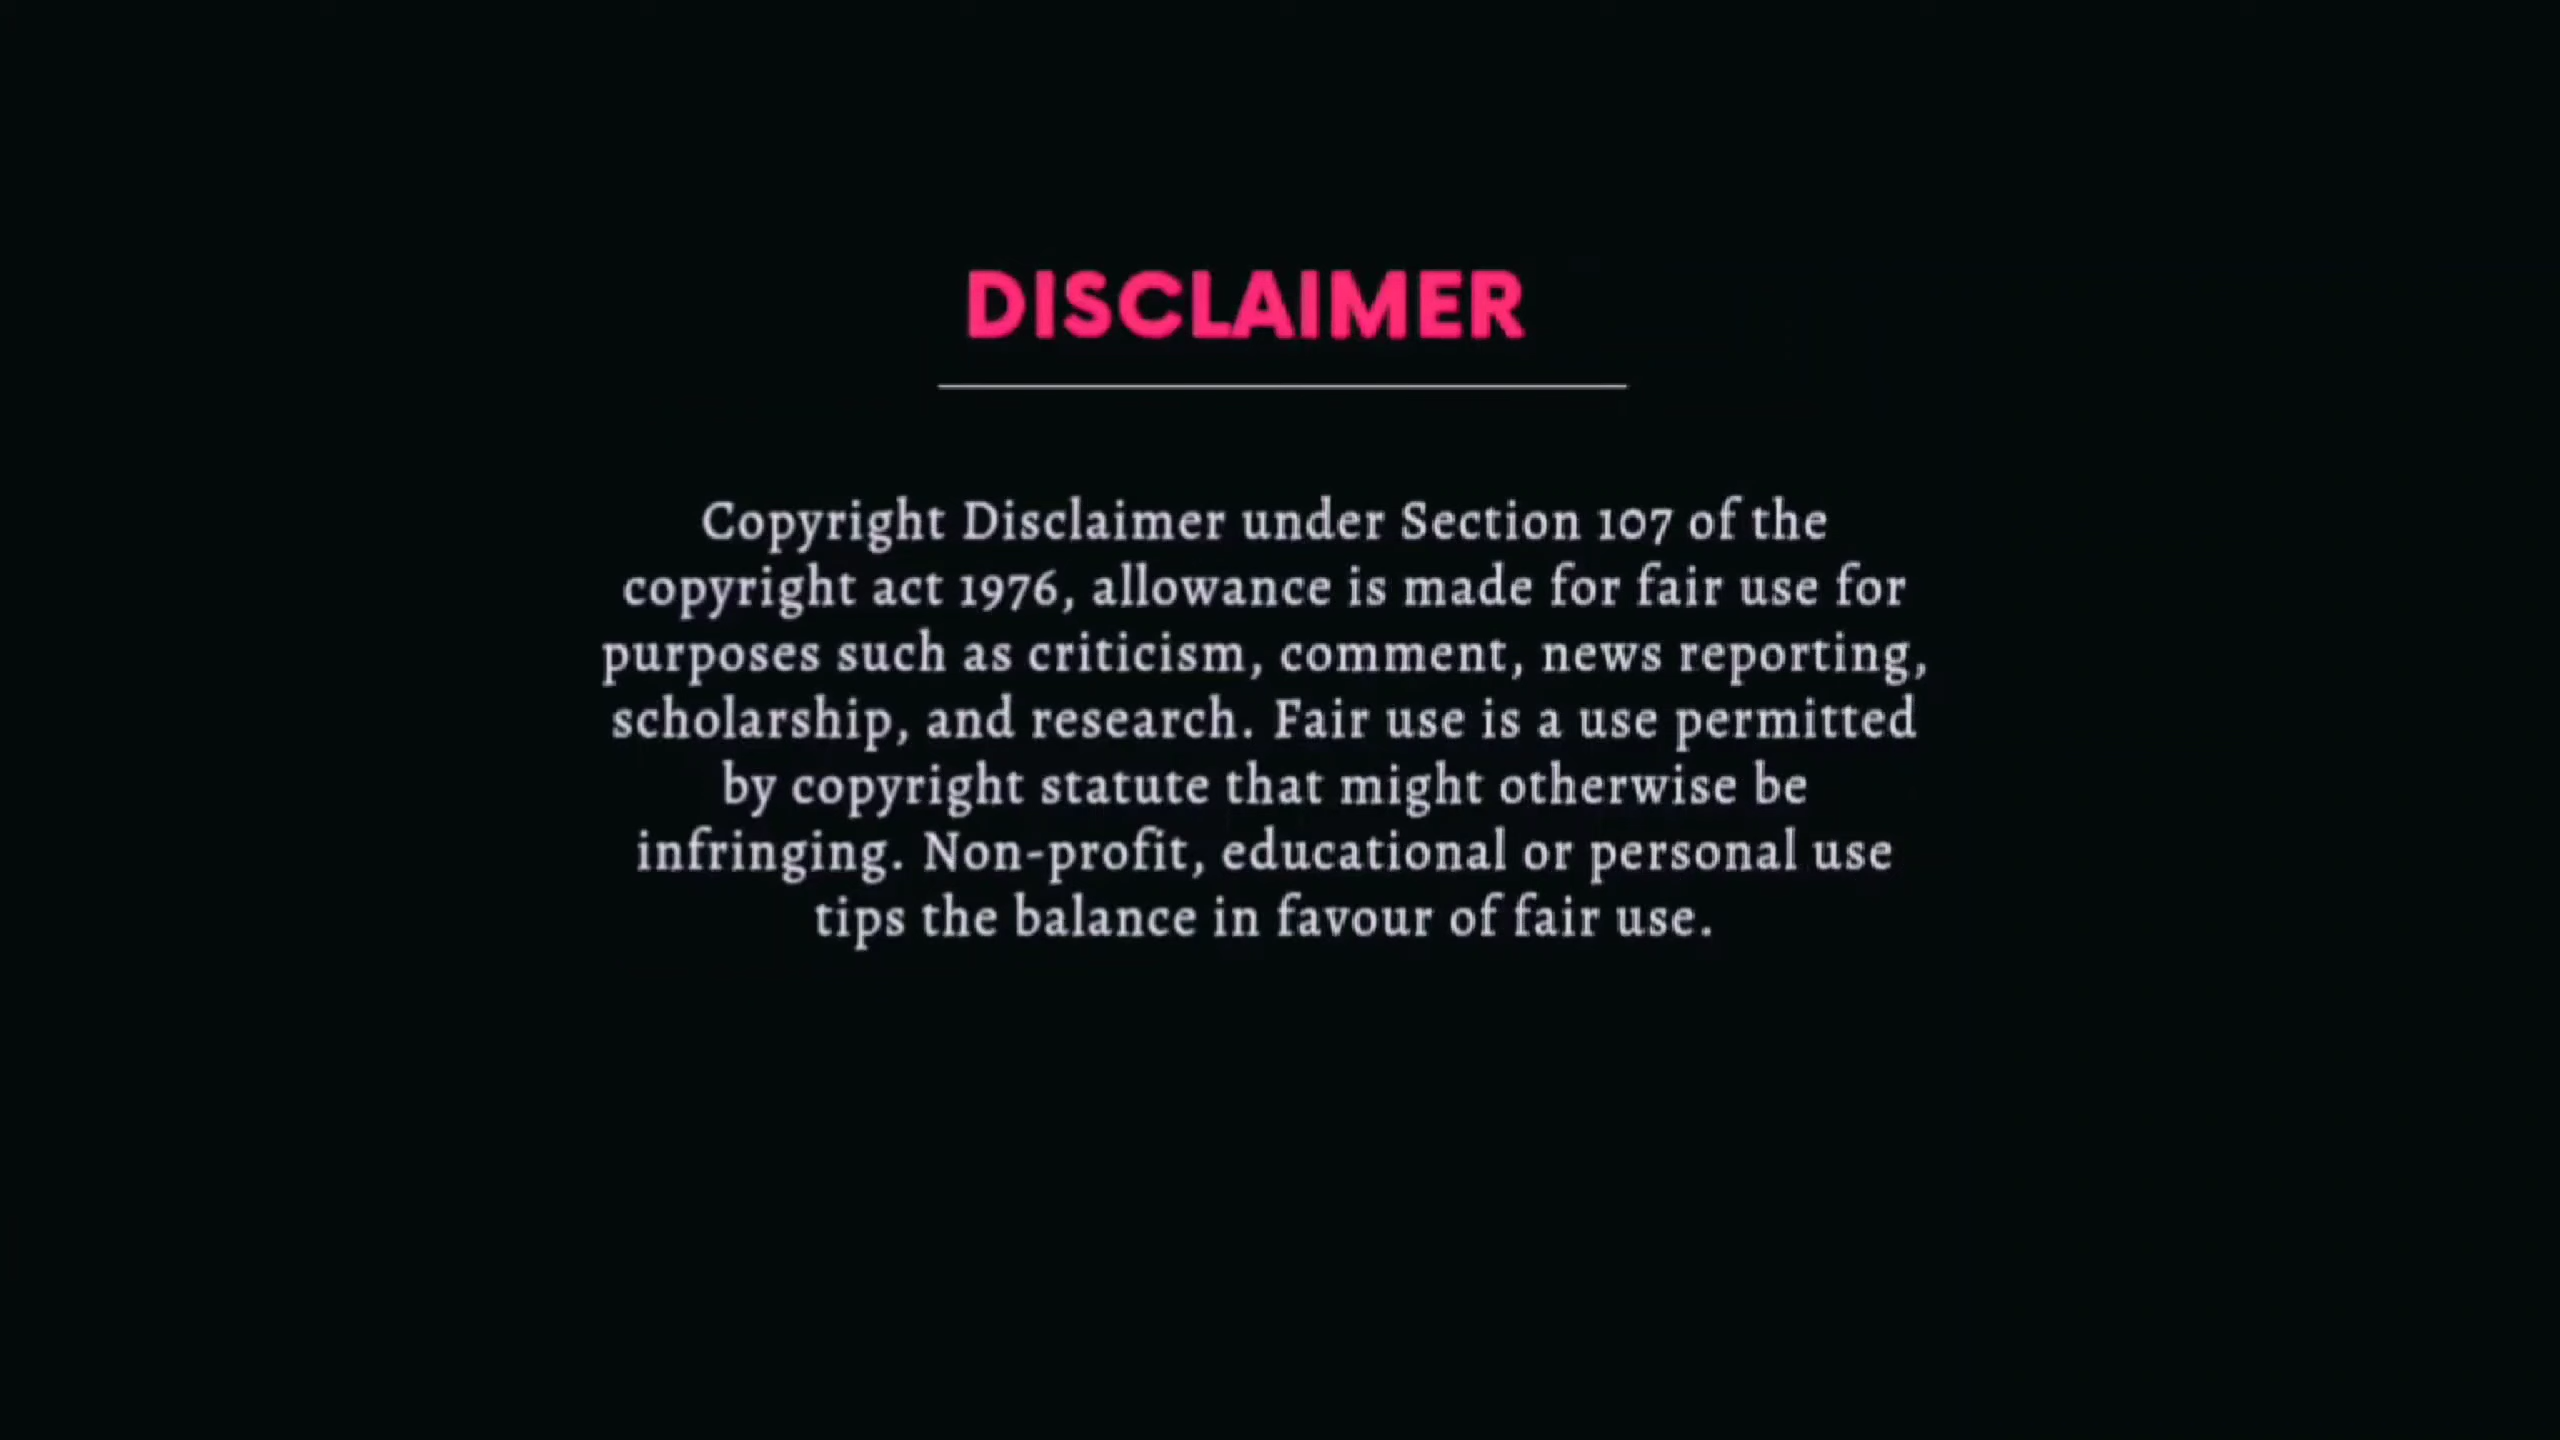 DISCLAIMER
Copyright Disclaimer under Section 107 of the
copyright act 1976, allowance is made for fair use for
purposes such as criticism, comment, news reporting,
scholarship, and research. Fair use is a use permitted
by copyright statute that might otherwise be
infringing. Non-profit, educational or personal use
tips the balance in favour of fair use.